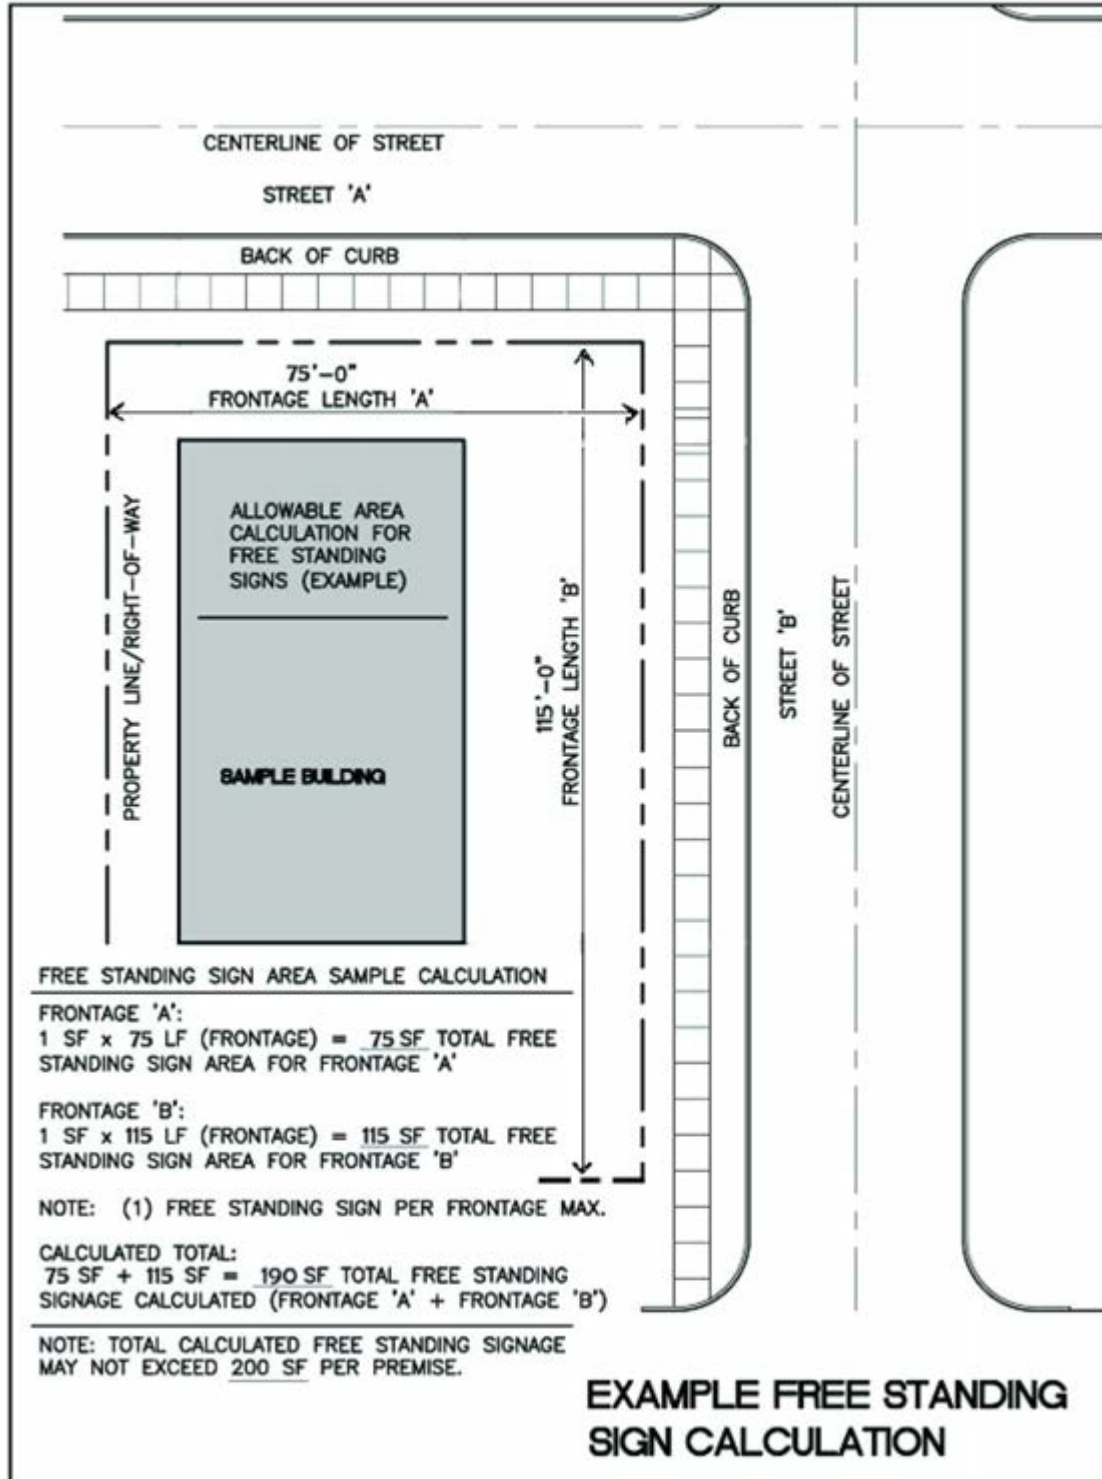 CENTERLINE OF STREET
STREET 'A'
BACK OF CURB
75'-0"
FRONTAGE LENGTH 'A'
PROPERTY LINE/RIGHT-OF-WAY
ALLOWABLE AREA
CALCULATION FOR
FREE STANDING
SIGNS (EXAMPLE)
SAMPLE BUILDING
115'-0"
FRONTAGE LENGTH 'B'
BACK OF CURB
STREET 'B'
CENTERLINE OF STREET
FREE STANDING SIGN AREA SAMPLE CALCULATION
FRONTAGE 'A':
1 SF x 75 LF (FRONTAGE) = 75 SF TOTAL FREE
STANDING SIGN AREA FOR FRONTAGE 'A'
FRONTAGE 'B':
1 SF x 115 LF (FRONTAGE) = 115 SF TOTAL FREE
STANDING SIGN AREA FOR FRONTAGE 'B'
NOTE: (1) FREE STANDING SIGN PER FRONTAGE MAX.
CALCULATED TOTAL:
75 SF + 115 SF = 190 SF TOTAL FREE STANDING
SIGNAGE CALCULATED (FRONTAGE 'A' + FRONTAGE 'B')
NOTE: TOTAL CALCULATED FREE STANDING SIGNAGE
MAY NOT EXCEED 200 SF PER PREMISE.
EXAMPLE FREE STANDING
SIGN CALCULATION